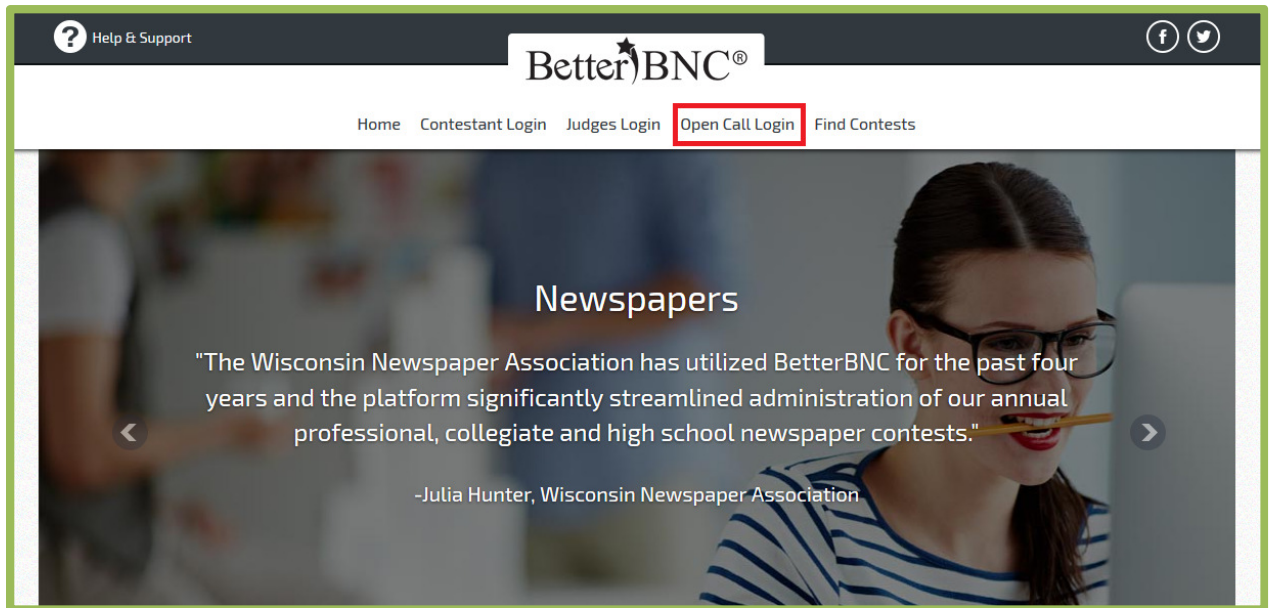 Help & Support
Better BNC®
Home Contestant Login Judges Login Open Call Login Find Contests
Newspapers
"The Wisconsin Newspaper Association has utilized BetterBNC for the past four
years and the platform significantly streamlined administration of our annual
professional, collegiate and high school newspaper contests."
-Julia Hunter, Wisconsin Newspaper Association